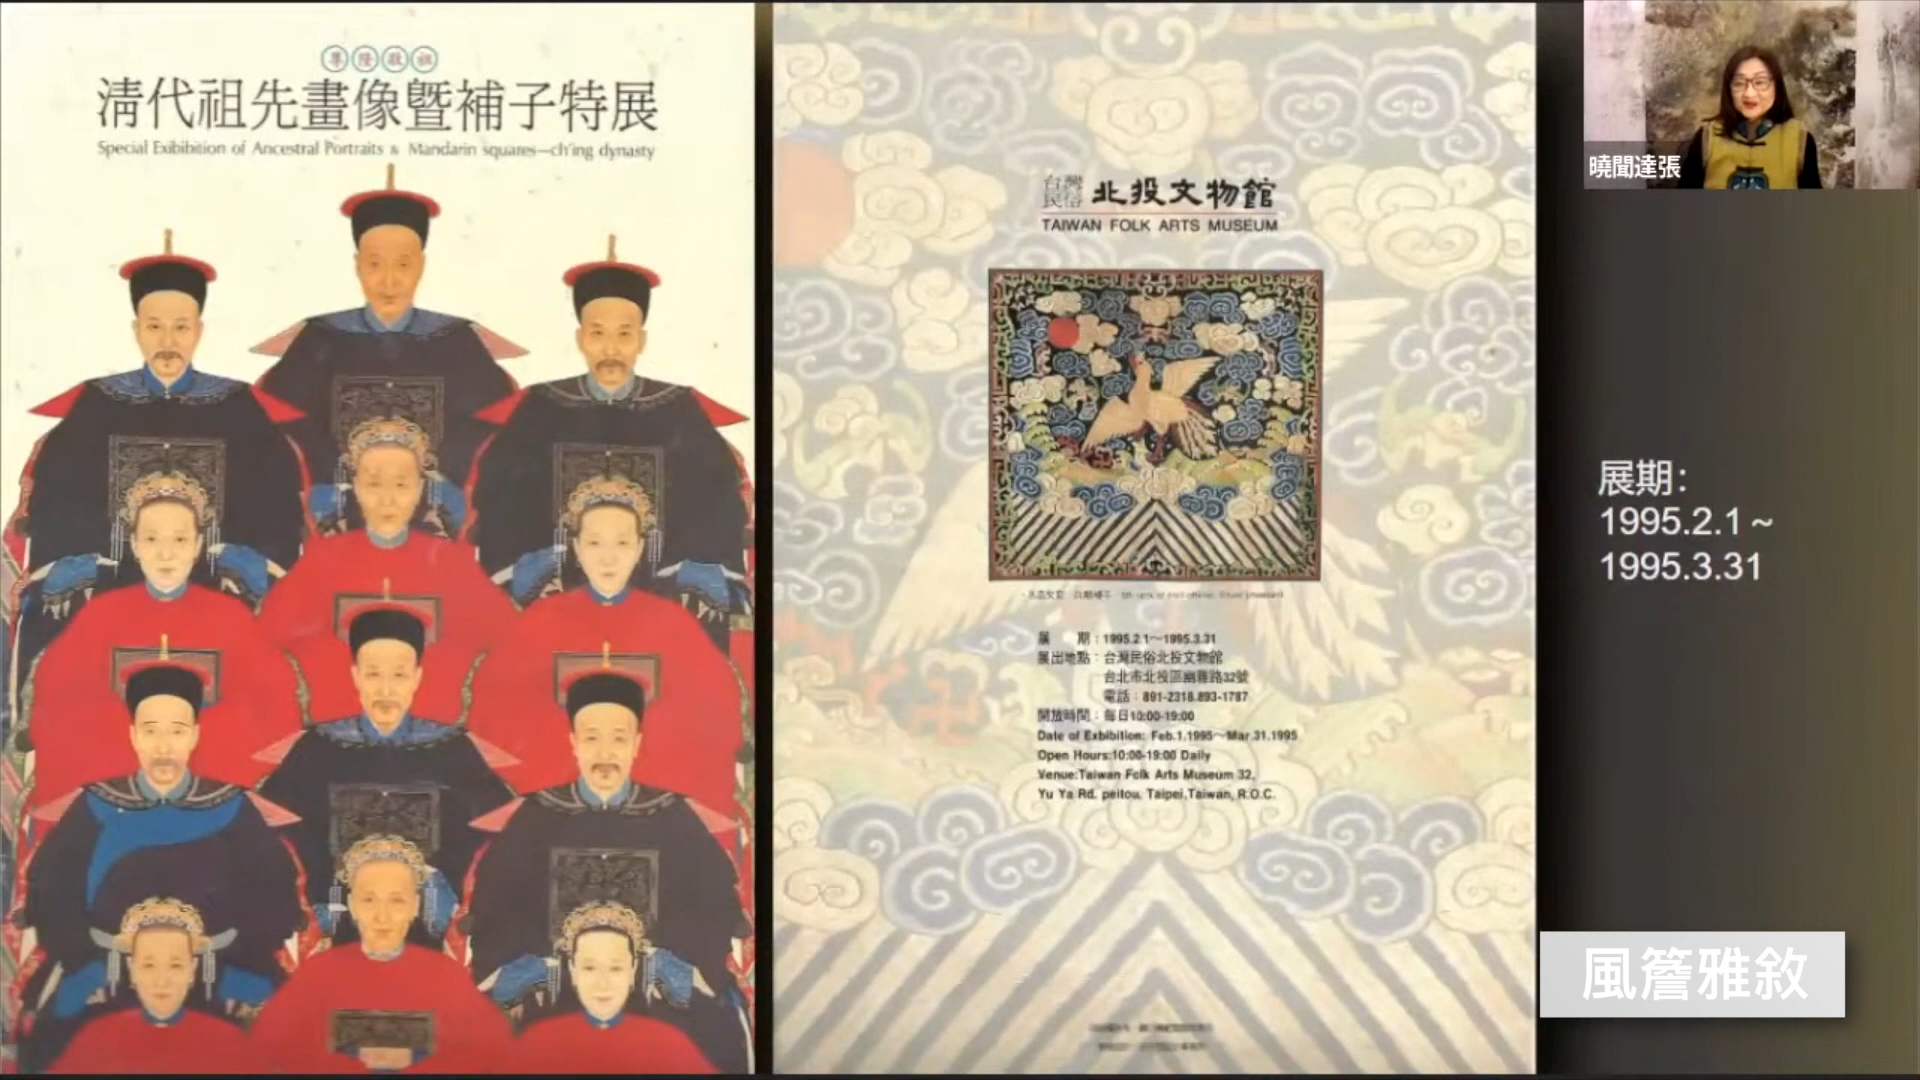 清代祖先畫像暨補子特展
Special Exibibition of Ancestral Portraits & Mandarin squares—ch'ing dynasty
台灣民俗 北投文物館
TAIWAN FOLK ARTS MUSEUM
展 期：1995.2.1～1995.3.31
展出地點：台灣民俗北投文物館
台北市北投區幽雅路32號
電話：891-2318.893-1787
開放時間：每日10:00-19:00
Date of Exbibition: Feb.1.1995～Mar.31.1995
Open Hours:10:00-19:00 Daily
Venue:Taiwan Folk Arts Museum 32,
Yu Ya Rd. peitou, Taipei,Taiwan, R.O.C.
曉聞達張
展期：
1995.2.1～
1995.3.31
風簷雅敘